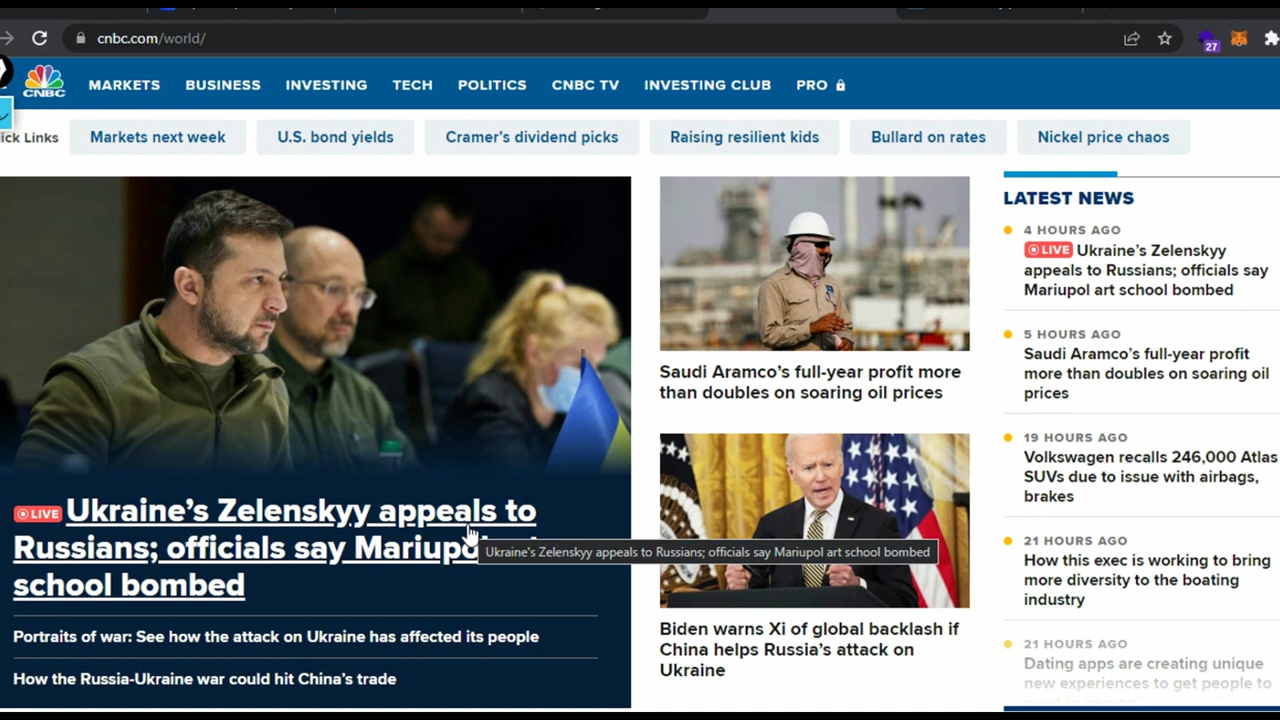 cnbc.com/world/
27
CNBC
MARKETS BUSINESS INVESTING TECH POLITICS CNBC TV INVESTING CLUB PRO
ick Links Markets next week U.S. bond yields Cramer's dividend picks Raising resilient kids Bullard on rates Nickel price chaos
LIVE Ukraine's Zelenskyy appeals to
Russians; officials say
school bombed
Ukraine's Zelenskyy appeals to Russians; officials say Mariupol art school bombed
Portraits of war: See how the attack on Ukraine has affected its people
How the Russia-Ukraine war could hit China's trade
Saudi Aramco's full-year profit more
than doubles on soaring oil prices
Biden warns Xi of global backlash if
China helps Russia's attack on
Ukraine
LATEST NEWS
4 HOURS AGO
LIVE Ukraine's Zelenskyy
appeals to Russians; officials say
Mariupol art school bombed
5 HOURS AGO
Saudi Aramco's full-year profit
more than doubles on soaring oil
prices
19 HOURS AGO
Volkswagen recalls 246,000 Atlas
SUVs due to issue with airbags,
brakes
21 HOURS AGO
How this exec is working to bring
more diversity to the boating
industry
21 HOURS AGO
Dating apps are creating unique
new experiences to get people to